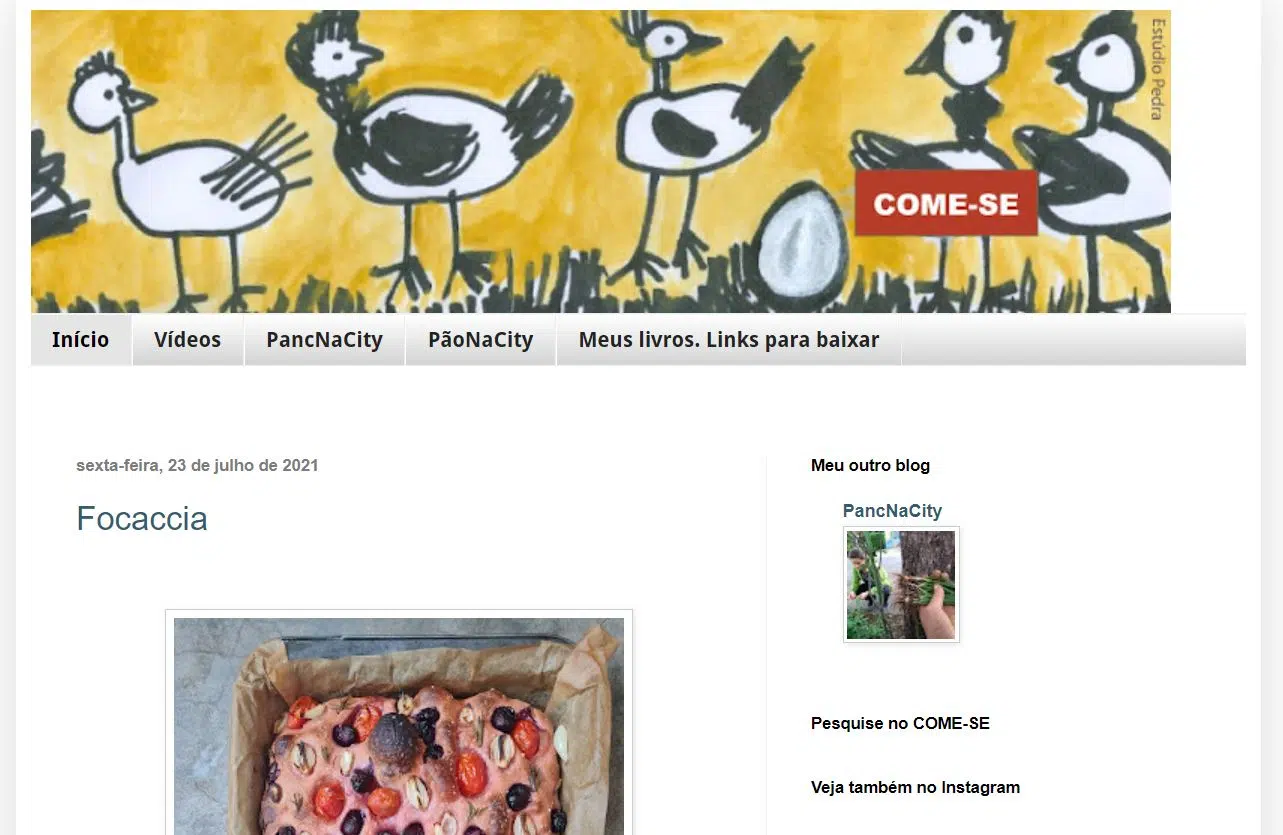 Estúdio Pedra
COME-SE
Início
Vídeos
PancNaCity
PãoNaCity
Meus livros. Links para baixar
sexta-feira, 23 de julho de 2021
Focaccia
Meu outro blog
PancNaCity
Pesquise no COME-SE
Veja também no Instagram